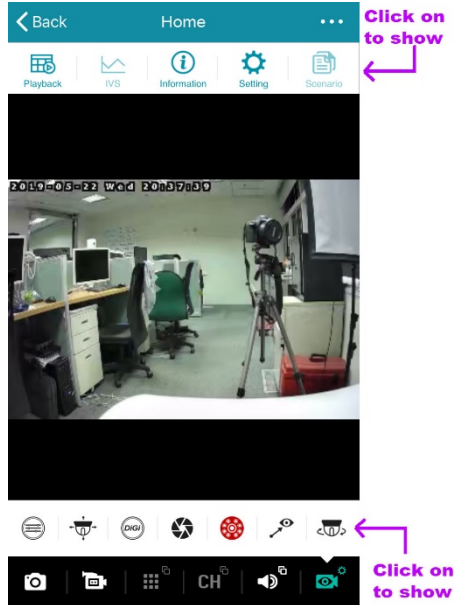 Back
Home
Click on
to show
Playback
IVS
Information
Setting
Scenario
2019-05-22 Wed 20:37:39
DIGI
CH
Click on
to show